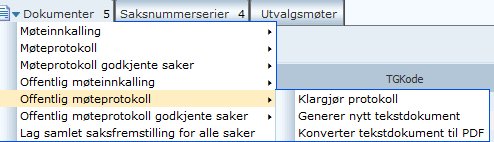 Dokumenter 5 Saksnummerserier 4 Utvalgsmøter
Møteinnkalling
Møteprotokoll
Møteprotokoll godkjente saker
Offentlig møteinnkalling
TGKode
Offentlig møteprotokoll
Klargjør protokoll
Offentlig møteprotokoll godkjente saker
Generer nytt tekstdokument
Lag samlet saksfremstilling for alle saker
Konverter tekstdokument til PDF